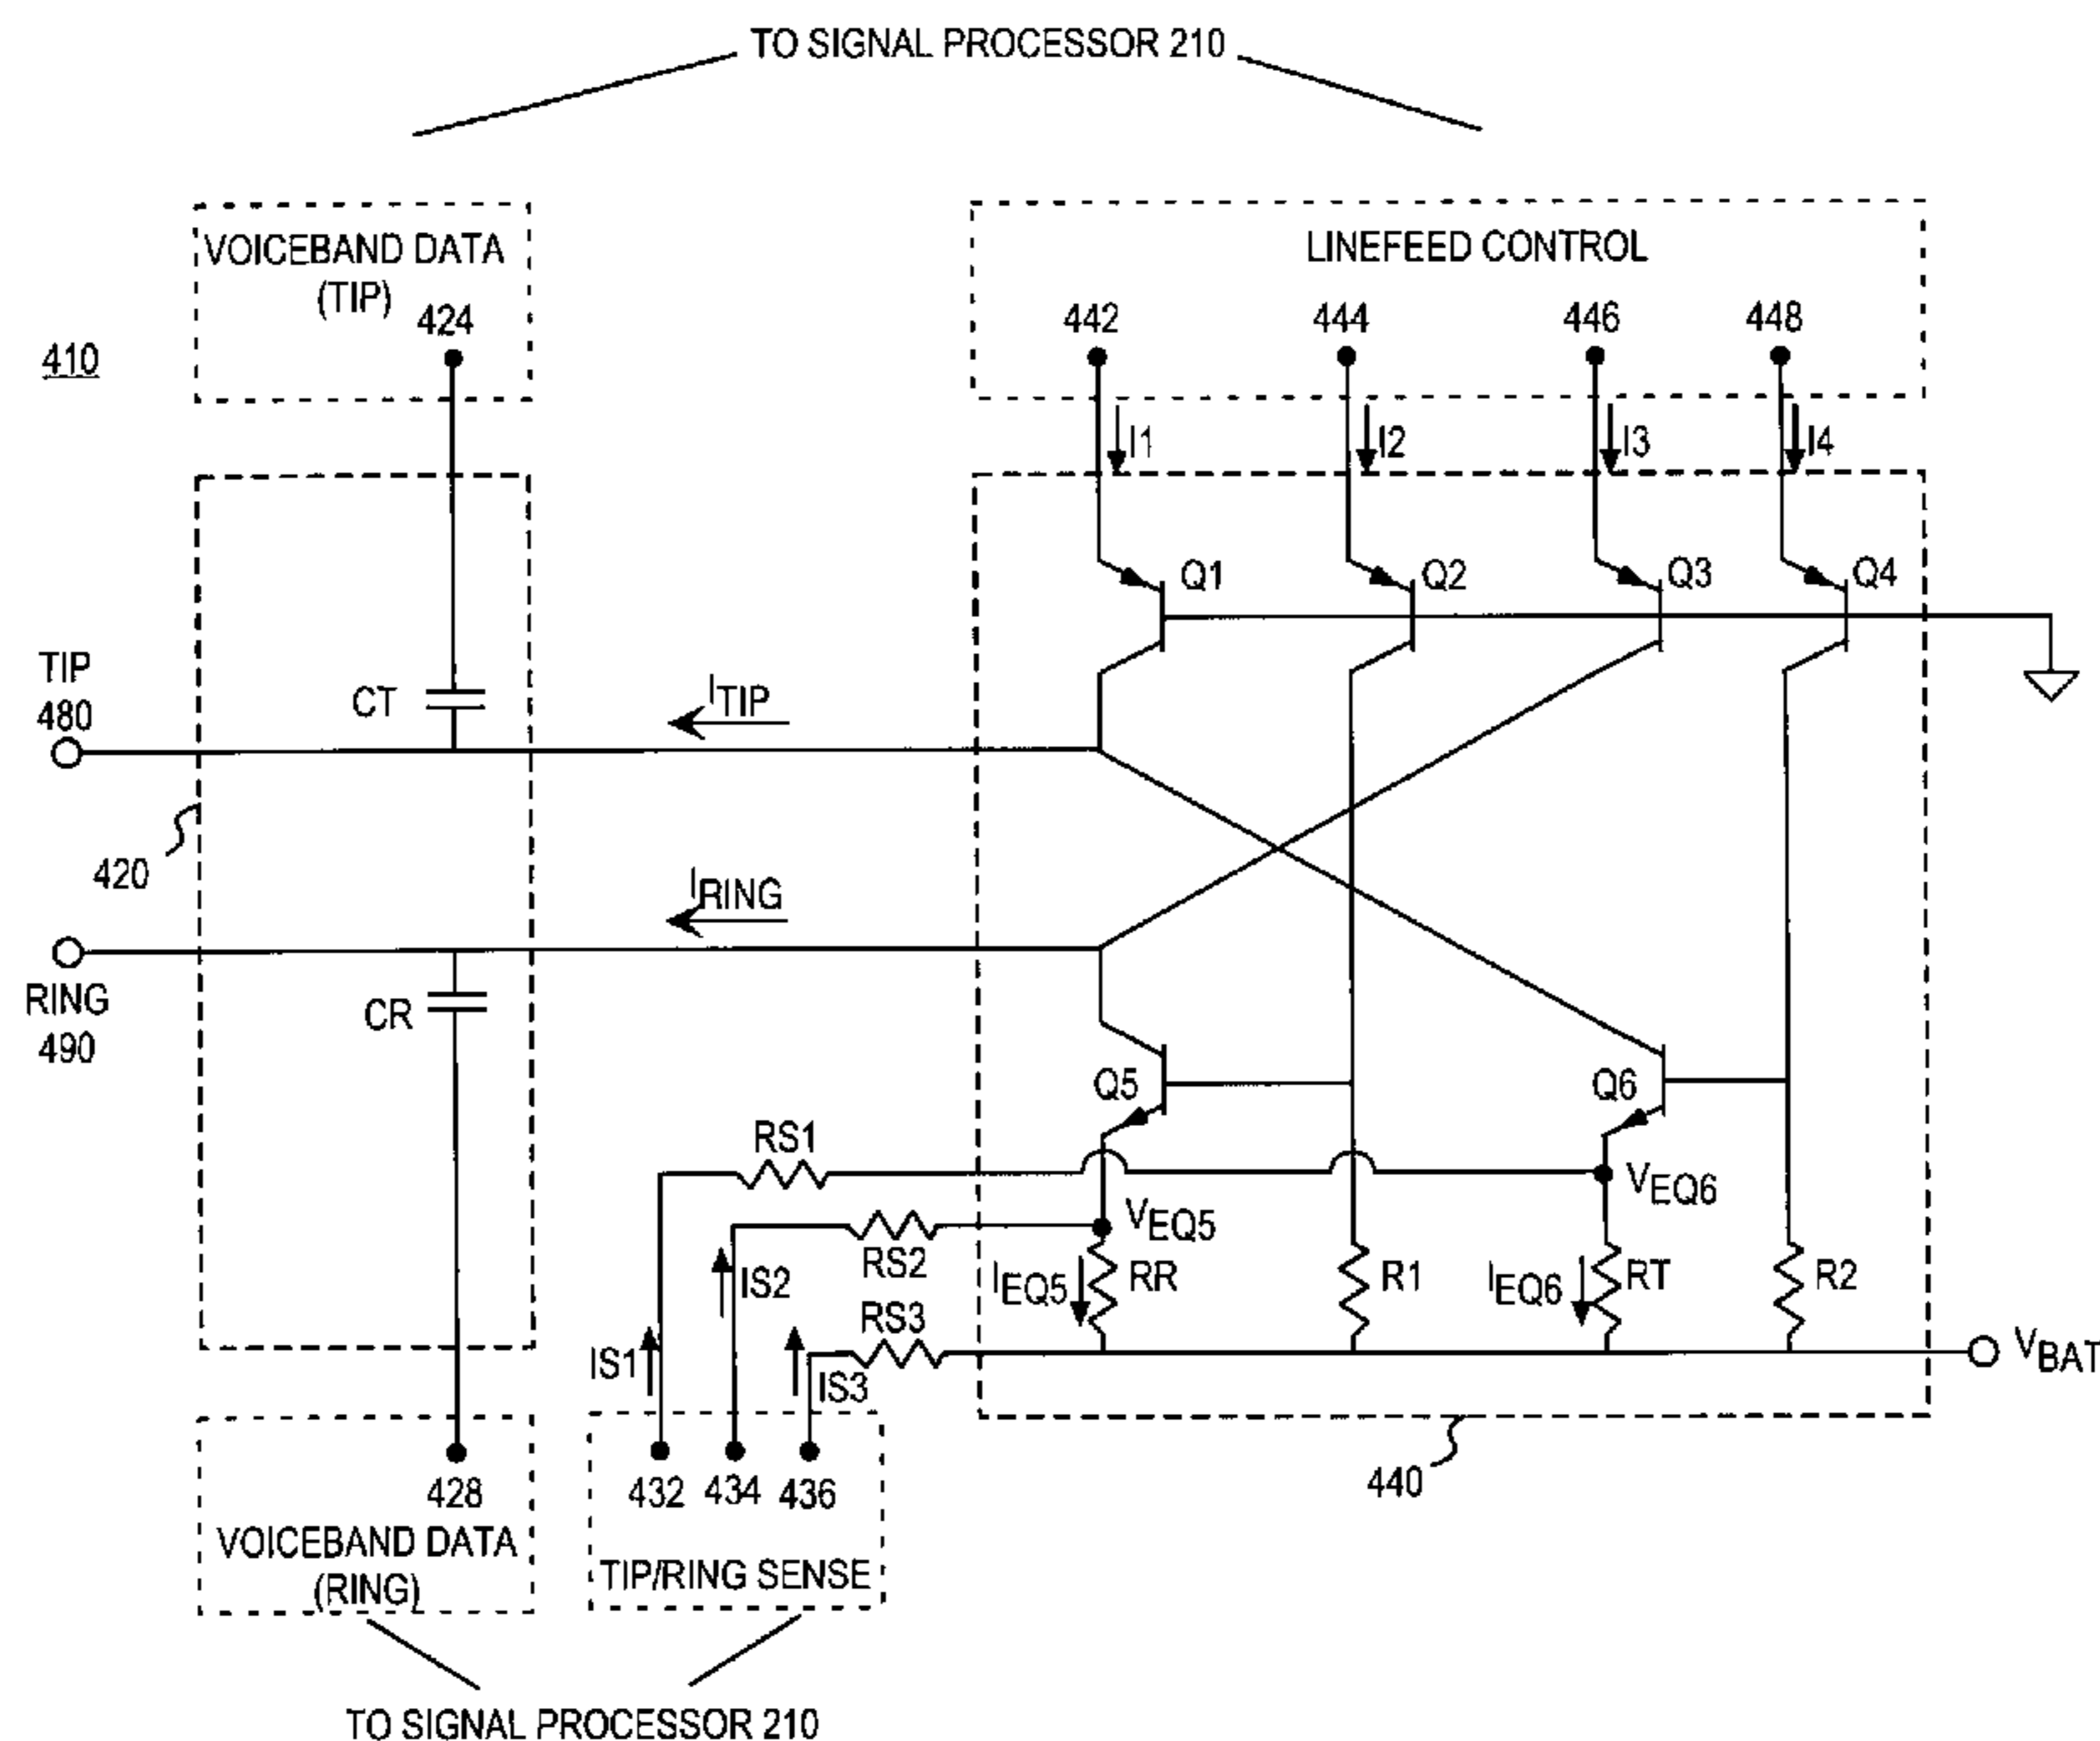 TO SIGNAL PROCESSOR 210
VOICEBAND DATA
(TIP)
424
LINEFEED CONTROL
442
444
446
448
410
I1
I2
I3
I4
Q1
Q2
Q3
Q4
TIP
480
CT
ITIP
420
IRING
RING
490
CR
Q5
Q6
RS1
VEQ6
VEQ5
RS2
IS2
IEQ5
RR
R1
IEQ6
RT
R2
RS3
IS1
IS3
VBAT
432
434
436
428
440
VOICEBAND DATA
(RING)
TIP/RING SENSE
TO SIGNAL PROCESSOR 210